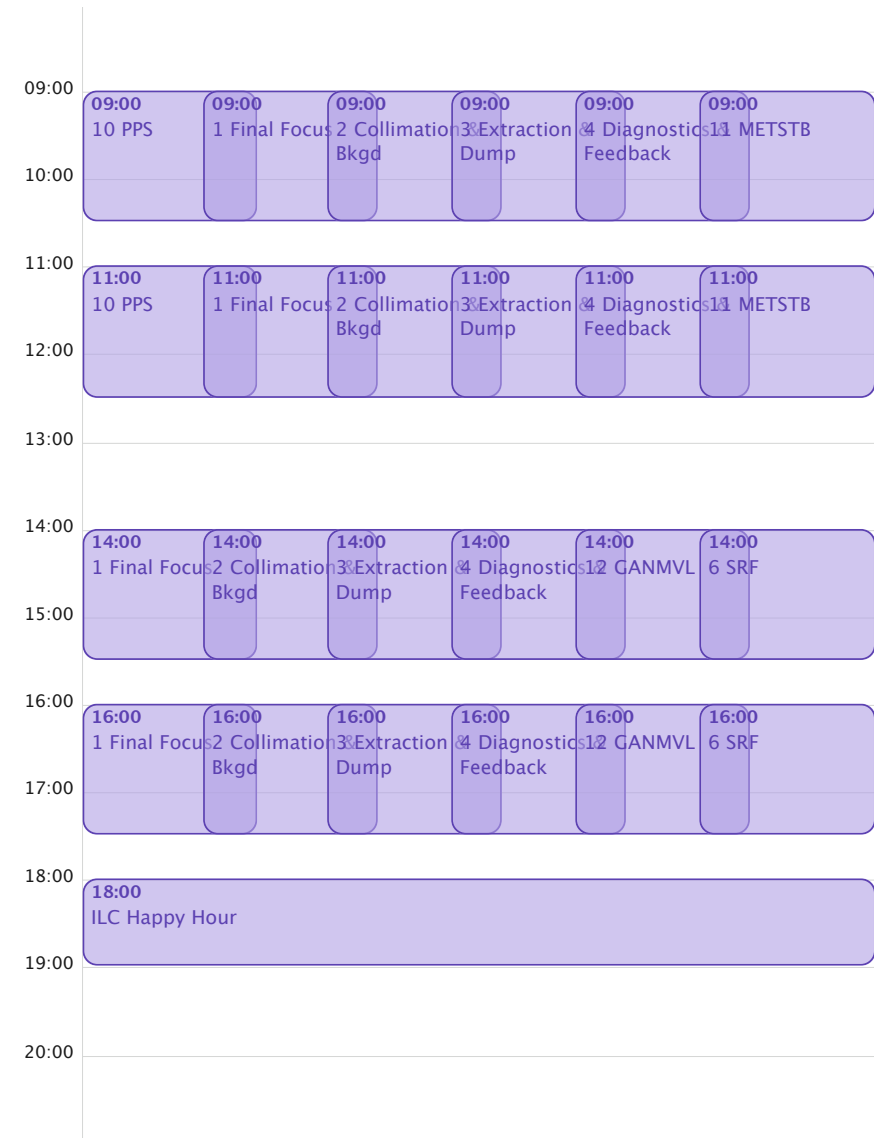 09:00
09:00 09:00 09:00 09:00 09:00 09:00
10 PPS 1 Final Focus 2 Collimation & 3 Extraction & 4 Diagnostics & 11 METSTB
Bkgd Dump Feedback
10:00
11:00
11:00 11:00 11:00 11:00 11:00 11:00
10 PPS 1 Final Focus 2 Collimation & 3 Extraction & 4 Diagnostics & 11 METSTB
Bkgd Dump Feedback
12:00
13:00
14:00
14:00 14:00 14:00 14:00 14:00 14:00
1 Final Focus 2 Collimation & 3 Extraction & 4 Diagnostics & 12 GANMVL 6 SRF
Bkgd Dump Feedback
15:00
16:00
16:00 16:00 16:00 16:00 16:00 16:00
1 Final Focus 2 Collimation & 3 Extraction & 4 Diagnostics & 12 GANMVL 6 SRF
Bkgd Dump Feedback
17:00
18:00
18:00
ILC Happy Hour
19:00
20:00